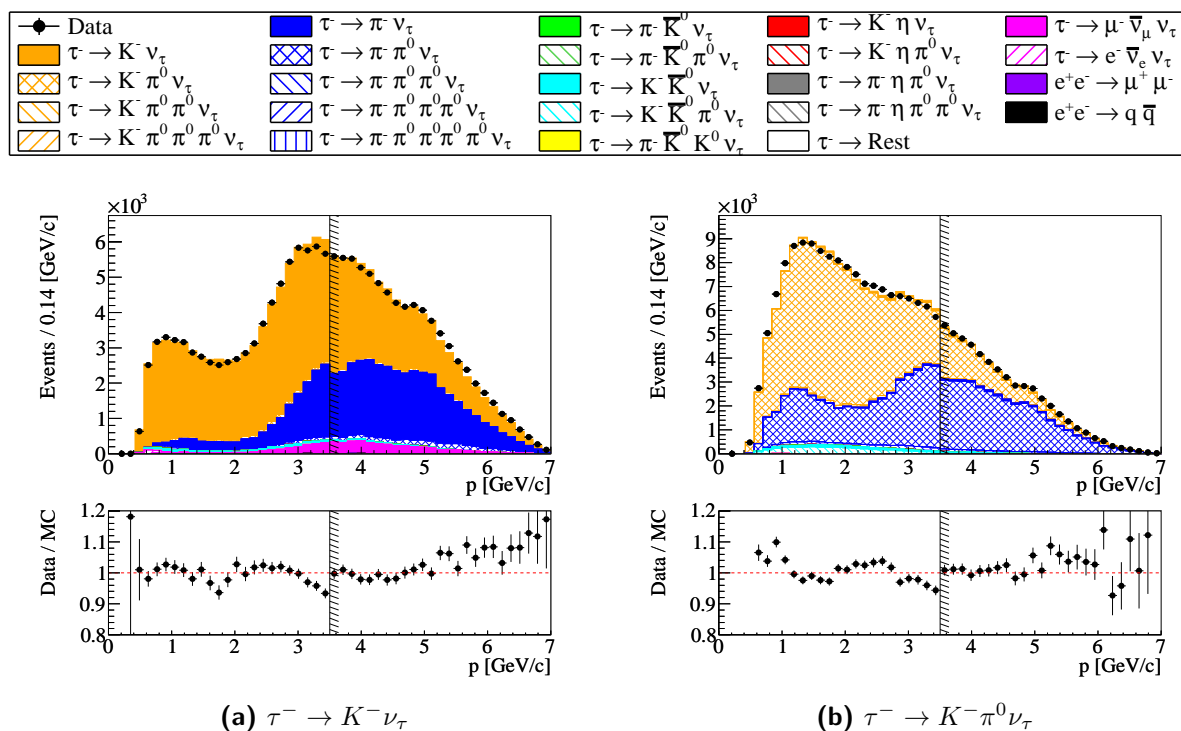 Data
τ⁻ → K⁻ ν_τ
τ⁻ → K⁻ π⁰ ν_τ
τ⁻ → K⁻ π⁰ π⁰ ν_τ
τ⁻ → K⁻ π⁰ π⁰ π⁰ ν_τ
τ⁻ → π⁻ ν_τ
τ⁻ → π⁻ π⁰ ν_τ
τ⁻ → π⁻ π⁰ π⁰ ν_τ
τ⁻ → π⁻ π⁰ π⁰ π⁰ ν_τ
τ⁻ → π⁻ π⁰ π⁰ π⁰ π⁰ ν_τ
τ⁻ → π⁻ K̅⁰ ν_τ
τ⁻ → π⁻ K̅⁰ π⁰ ν_τ
τ⁻ → K⁻ K̅⁰ ν_τ
τ⁻ → K⁻ K̅⁰ π⁰ ν_τ
τ⁻ → π⁻ K̅⁰ K⁰ ν_τ
τ⁻ → K⁻ η ν_τ
τ⁻ → K⁻ η π⁰ ν_τ
τ⁻ → π⁻ η π⁰ ν_τ
τ⁻ → π⁻ η π⁰ π⁰ ν_τ
τ⁻ → Rest
τ⁻ → μ⁻ ν̅_μ ν_τ
τ⁻ → e⁻ ν̅_e ν_τ
e⁺e⁻ → μ⁺ μ⁻
e⁺e⁻ → q q̅
×10³
Events / 0.14 [GeV/c]
6
5
4
3
2
1
0
0 1 2 3 4 5 6 7
p [GeV/c]
Data / MC
1.2
1.1
1
0.9
0.8
0 1 2 3 4 5 6 7
p [GeV/c]
(a) τ⁻ → K⁻ν_τ
×10³
Events / 0.14 [GeV/c]
9
8
7
6
5
4
3
2
1
0
0 1 2 3 4 5 6 7
p [GeV/c]
Data / MC
1.2
1.1
1
0.9
0.8
0 1 2 3 4 5 6 7
p [GeV/c]
(b) τ⁻ → K⁻π⁰ν_τ